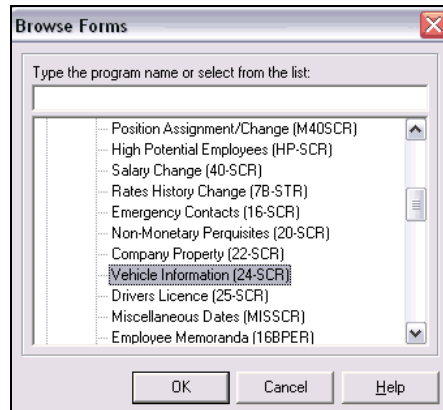 Browse Forms
Type the program name or select from the list:
Position Assignment/Change (M40SCR)
High Potential Employees (HP-SCR)
Salary Change (40-SCR)
Rates History Change (7B-STR)
Emergency Contacts (16-SCR)
Non-Monetary Perquisites (20-SCR)
Company Property (22-SCR)
Vehicle Information (24-SCR)
Drivers Licence (25-SCR)
Miscellaneous Dates (MISSCR)
Employee Memoranda (16BPER)
OK Cancel Help